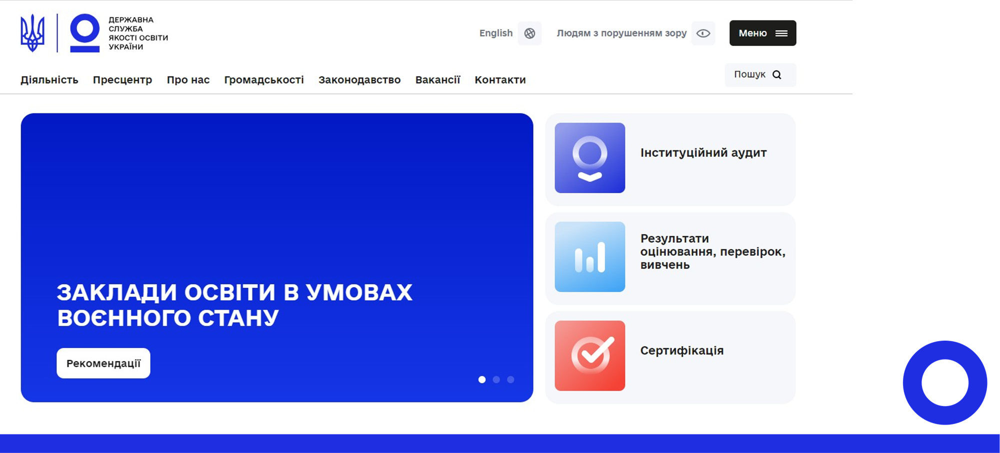 ДЕРЖАВНА
СЛУЖБА
ЯКОСТІ ОСВІТИ
УКРАЇНИ
English
Людям з порушенням зору
Меню
Діяльність Пресцентр Про нас Громадськості Законодавство Вакансії Контакти
Пошук
ЗАКЛАДИ ОСВІТИ В УМОВАХ
ВОЄННОГО СТАНУ
Рекомендації
Інституційний аудит
Результати
оцінювання, перевірок,
вивчень
Сертифікація